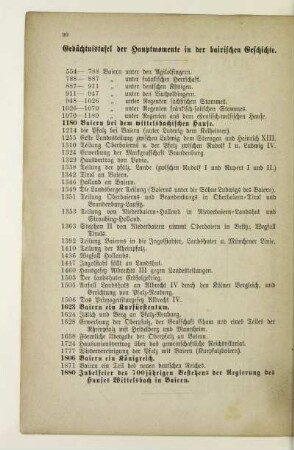 90
Gedächtnistafel der Hauptmomente in der bairischen Geschichte.
554— 788 Baiern unter den Agilolfingern.
788— 887 „ unter fränkischer Herrschaft.
887— 911 „ unter deutschen Königen.
911— 947 „ unter den Luitpoldingern.
948—1026 „ unter Regenten sächsischen Stammes.
1026—1070 „ unter Regenten fränkisch-salischen Stammes.
1070—1180 „ unter Regenten aus dem estensisch-welfischen Hause.
1180 Baiern bei dem wittelsbachischen Hause.
1214 die Pfalz bei Baiern (unter Ludwig dem Kelheimer).
1255 Erste Landesteilung zwischen Ludwig II. dem Strengen und Heinrich XIII.
1310 Teilung Oberbaierns u. der Pfalz zwischen Rudolf I u. Ludwig IV.
1324 Erwerbung der Markgrafschaft Brandenburg.
1329 Hausvertrag von Pavia.
1338 Teilung der pfälz. Lande zwischen Rudolf I und Rupert I und II.)
1342 Tirol an Baiern.
1346 Holland an Baiern.
1349 Die Landsberger Teilung (Baierns unter die Söhne Ludwigs des Baiern).
1351 Teilung Oberbaierns und Brandenburgs in Oberbaiern-Tirol und
Brandenburg-Lausitz.
1353 Teilung von Niederbaiern-Holland in Niederbaiern-Landshut und
Straubing-Holland.
1363 Stephan II von Niederbaiern nimmt Oberbaiern in Besitz; Wegfall
Tirols.
1392 Teilung Baierns in die Ingolstädter, Landshuter u. Münchener Linie.
1410 Teilung der Rheinpfalz.
1436 Wegfall Hollands.
1447 Ingolstadt fällt an Landshut.
1460 Hausgesetz Albrechts III gegen Landesteilungen.
1503 Der Landshuter Erbfolgekrieg.
1505 Anfall Landshuts an Albrecht IV durch den Kölner Vergleich, und
Errichtung von Pfalz-Neuburg.
1506 Das Primogeniturgesetz Albrechts IV.
1623 Baiern ein Kurfürstentum.
1624 Jülich und Berg an Pfalz-Neuburg.
1628 Erwerbung der Oberpfalz, der Grafschaft Cham und eines Teiles der
Rheinpfalz mit Heidelberg und Mannheim.
1658 Förmliche Übergabe der Oberpfalz an Baiern.
1724 Hausunionsvertrag über das gemeinschaftliche Reichsvikariat.
1777 Wiedervereinigung der Pfalz mit Baiern (Kurpfalzbaiern).
1806 Baiern ein Königreich.
1871 Baiern ein Teil des neuen deutschen Reiches.
1880 Jubelfeier des 700jährigen Bestehens der Regierung des
Hauses Wittelsbach in Baiern.